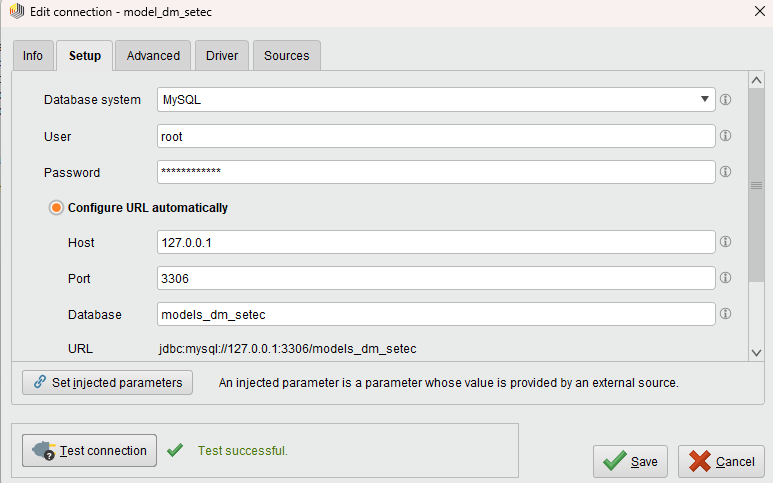 Edit connection - model_dm_setec
Info Setup Advanced Driver Sources
Database system MySQL
User root
Password ************
Configure URL automatically
Host 127.0.0.1
Port 3306
Database models_dm_setec
URL jdbc:mysql://127.0.0.1:3306/models_dm_setec
Set injected parameters An injected parameter is a parameter whose value is provided by an external source.
Test connection Test successful.
Save Cancel